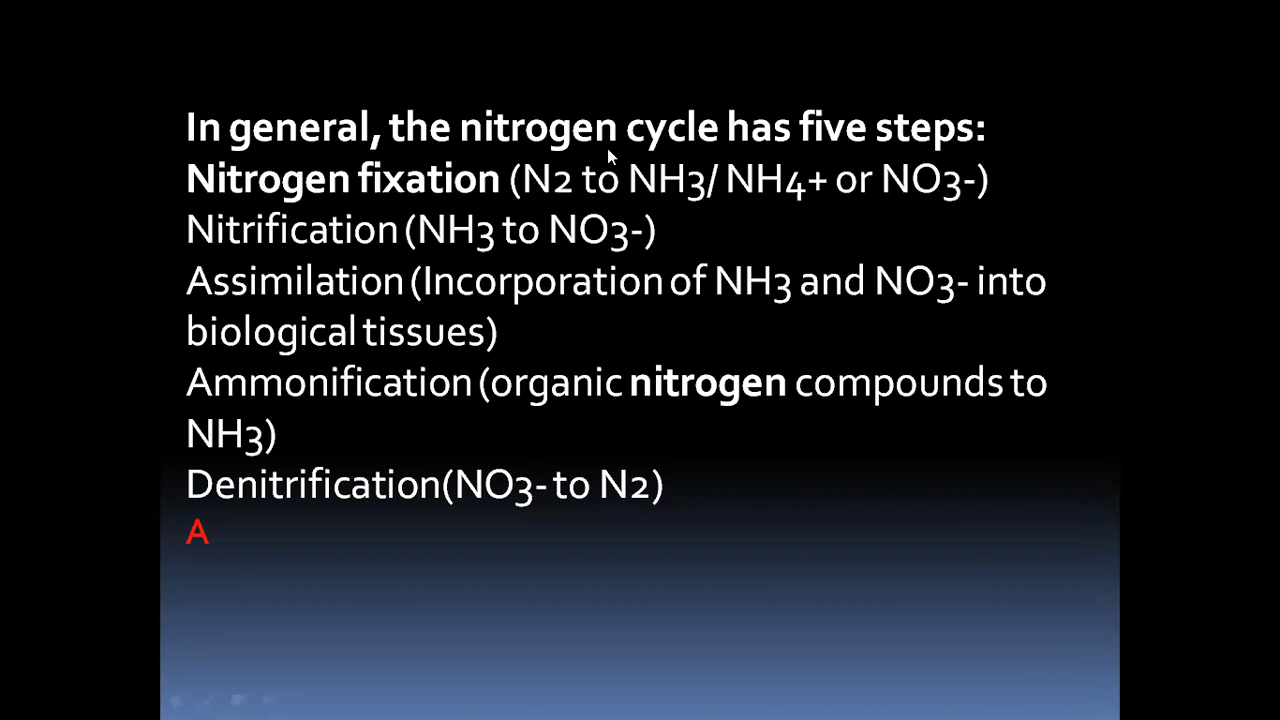 In general, the nitrogen cycle has five steps:
Nitrogen fixation (N2 to NH3/ NH4+ or NO3-)
Nitrification (NH3 to NO3-)
Assimilation (Incorporation of NH3 and NO3- into
biological tissues)
Ammonification (organic nitrogen compounds to
NH3)
Denitrification(NO3- to N2)
A